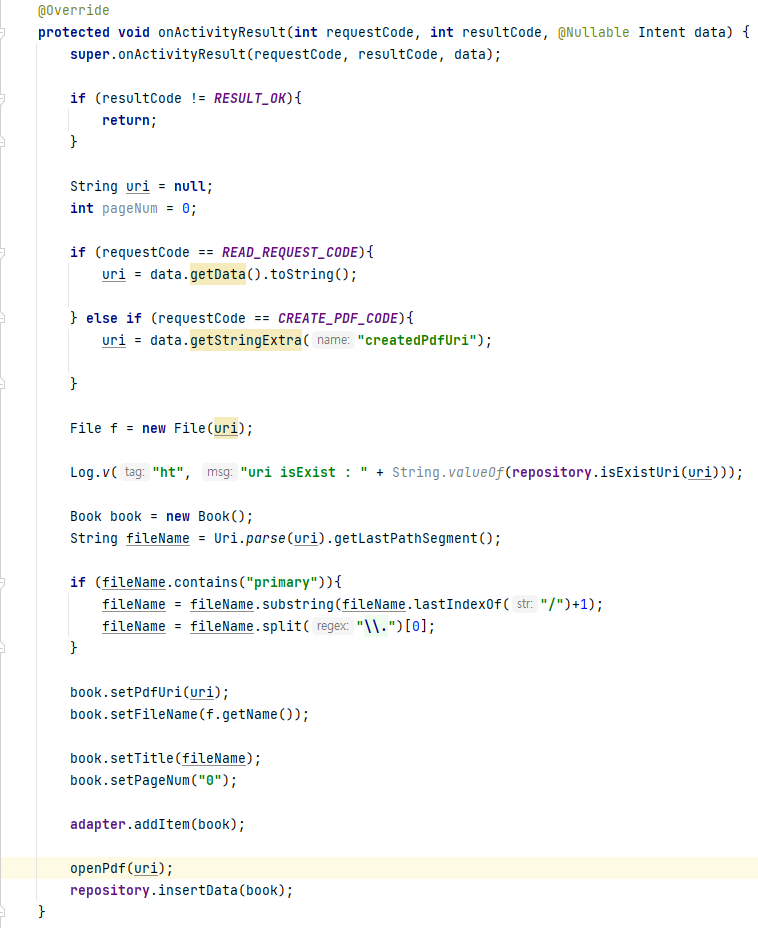 @Override
protected void onActivityResult(int requestCode, int resultCode, @Nullable Intent data) {
super.onActivityResult(requestCode, resultCode, data);
if (resultCode != RESULT_OK){
return;
}
String uri = null;
int pageNum = 0;
if (requestCode == READ_REQUEST_CODE){
uri = data.getData().toString();
} else if (requestCode == CREATE_PDF_CODE){
uri = data.getStringExtra( name: "createdPdfUri");
}
File f = new File(uri);
Log.v( tag: "ht", msg: "uri isExist : " + String.valueOf(repository.isExistUri(uri)));
Book book = new Book();
String fileName = Uri.parse(uri).getLastPathSegment();
if (fileName.contains("primary")){
fileName = fileName.substring(fileName.lastIndexOf( str: "/")+1);
fileName = fileName.split( regex: "\\.")[0];
}
book.setPdfUri(uri);
book.setFileName(f.getName());
book.setTitle(fileName);
book.setPageNum("0");
adapter.addItem(book);
openPdf(uri);
repository.insertData(book);
}